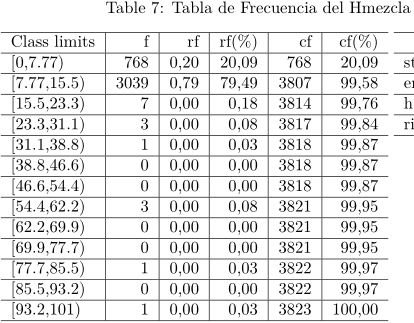 Table 7: Tabla de Frecuencia del Hmezcla
Class limits f rf rf(%) cf cf(%)
[0,7.77) 768 0,20 20,09 768 20,09
[7.77,15.5) 3039 0,79 79,49 3807 99,58
[15.5,23.3) 7 0,00 0,18 3814 99,76
[23.3,31.1) 3 0,00 0,08 3817 99,84
[31.1,38.8) 1 0,00 0,03 3818 99,87
[38.8,46.6) 0 0,00 0,00 3818 99,87
[46.6,54.4) 0 0,00 0,00 3818 99,87
[54.4,62.2) 3 0,00 0,08 3821 99,95
[62.2,69.9) 0 0,00 0,00 3821 99,95
[69.9,77.7) 0 0,00 0,00 3821 99,95
[77.7,85.5) 1 0,00 0,03 3822 99,97
[85.5,93.2) 0 0,00 0,00 3822 99,97
[93.2,101) 1 0,00 0,03 3823 100,00